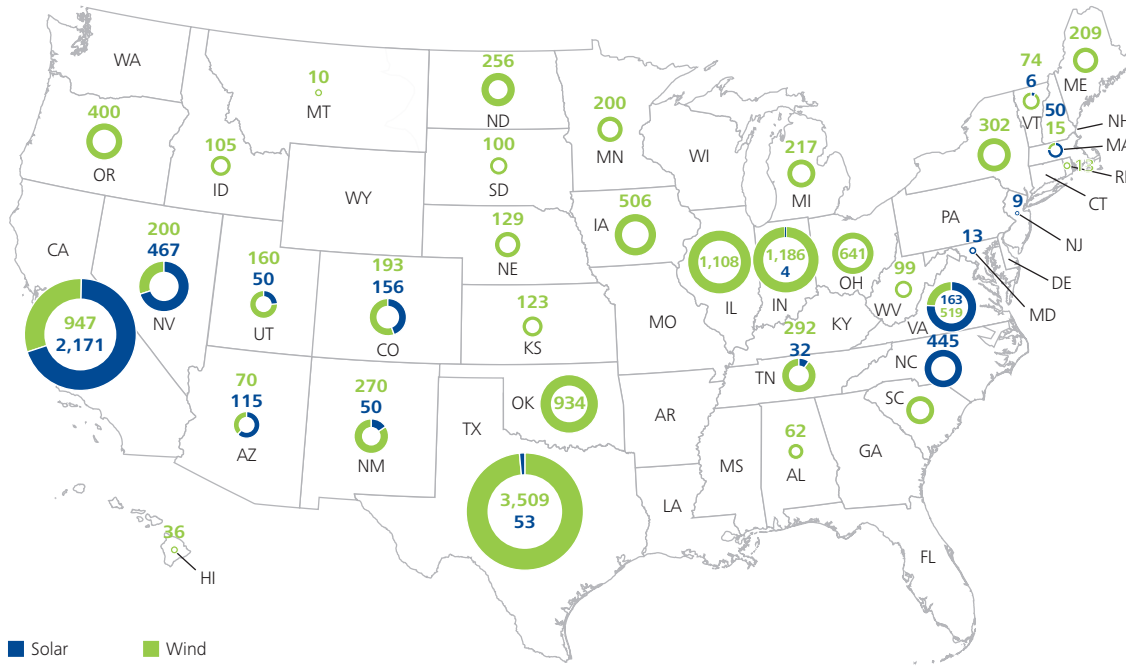 WA
10
MT
256
ND
200
MN
WI
217
MI
302
74
6
VT
50
15
209
ME
NH
MA
RI
CT
400
OR
105
ID
WY
100
SD
129
NE
506
IA
1,108
IL
1,186
4
IN
641
OH
PA
13
9
NJ
DE
MD
99
WV
163
519
VA
CA
947
2,171
200
467
NV
160
50
UT
193
156
CO
123
KS
MO
KY
292
32
TN
445
NC
SC
70
115
AZ
270
50
NM
TX
3,509
53
OK
934
AR
LA
MS
62
AL
GA
FL
36
HI
Solar
Wind